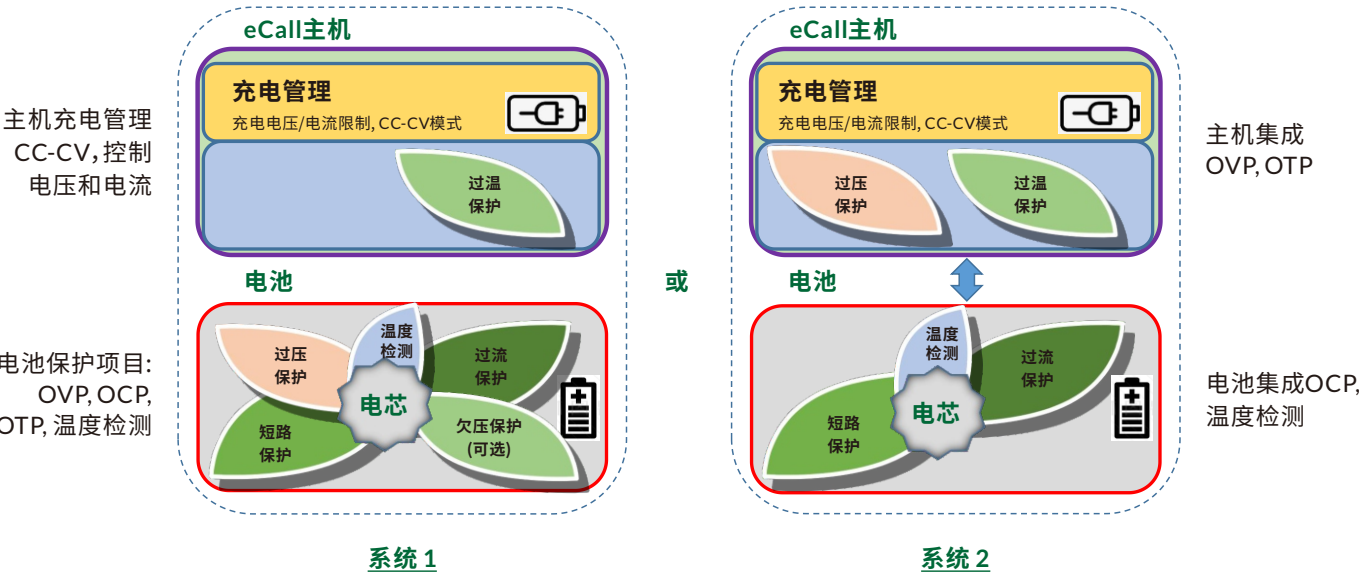 eCall主机
充电管理
充电电压/电流限制, CC-CV模式
过温
保护
主机充电管理
CC-CV，控制
电压和电流
电池
过压
保护
温度
检测
过流
保护
电芯
短路
保护
欠压保护
(可选)
电池保护项目:
OVP, OCP,
OTP, 温度检测
系统 1
或
eCall主机
充电管理
充电电压/电流限制, CC-CV模式
过压
保护
过温
保护
主机集成
OVP, OTP
电池
温度
检测
过流
保护
电芯
短路
保护
电池集成OCP,
温度检测
系统 2